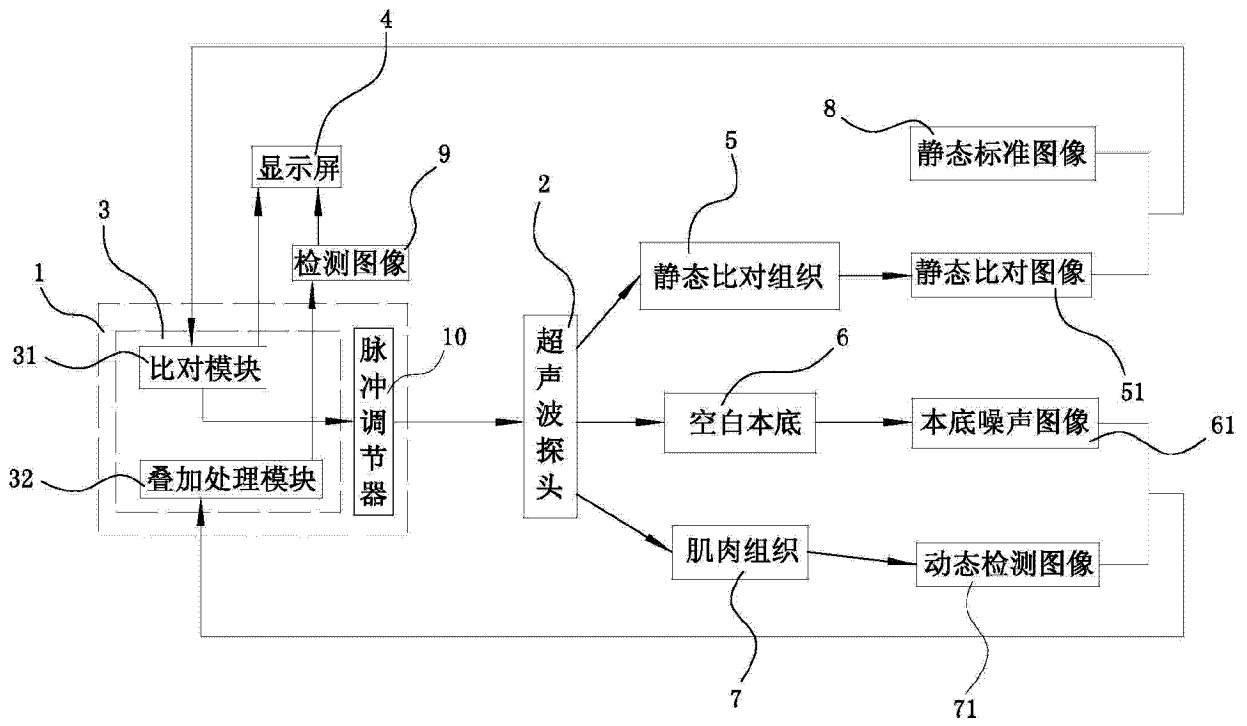 4
8
静态标准图像
显示屏
9
5
2
3
检测图像
静态比对组织
静态比对图像
1
31
比对模块
脉冲调节器
10
超声波探头
6
51
空白本底
本底噪声图像
61
32
叠加处理模块
肌肉组织
动态检测图像
7
71